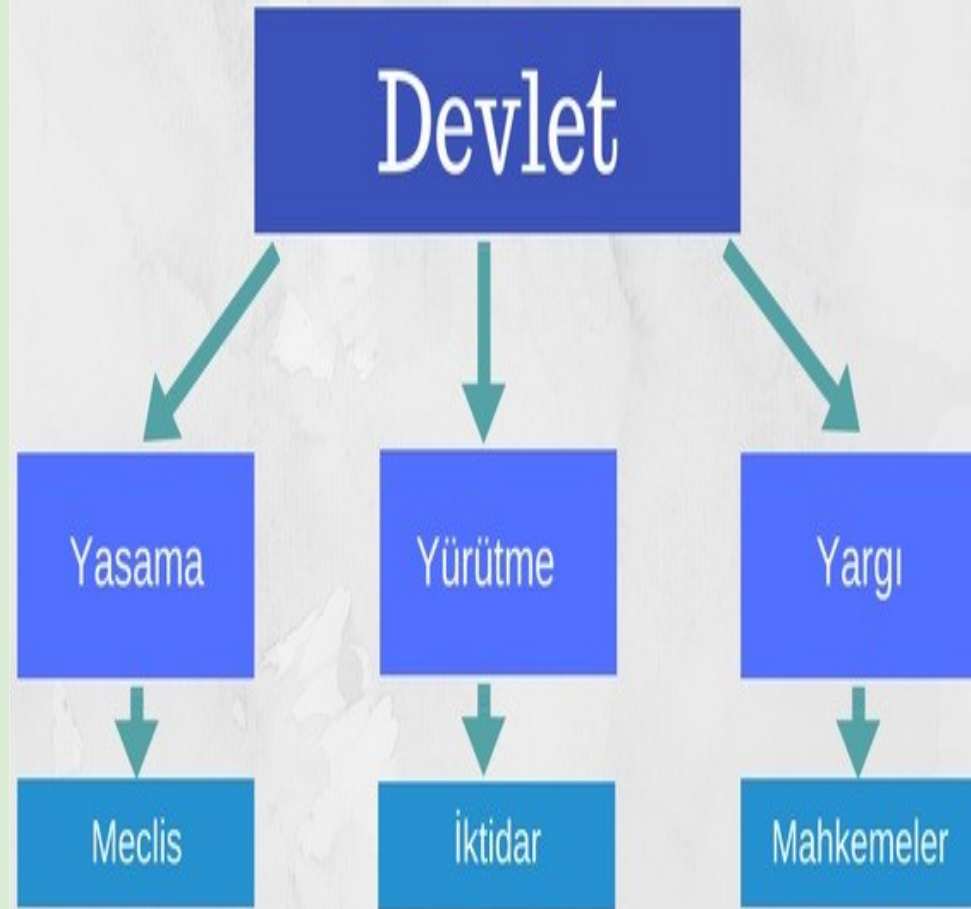 Devlet
Yasama
Yürütme
Yargı
Meclis
İktidar
Mahkemeler